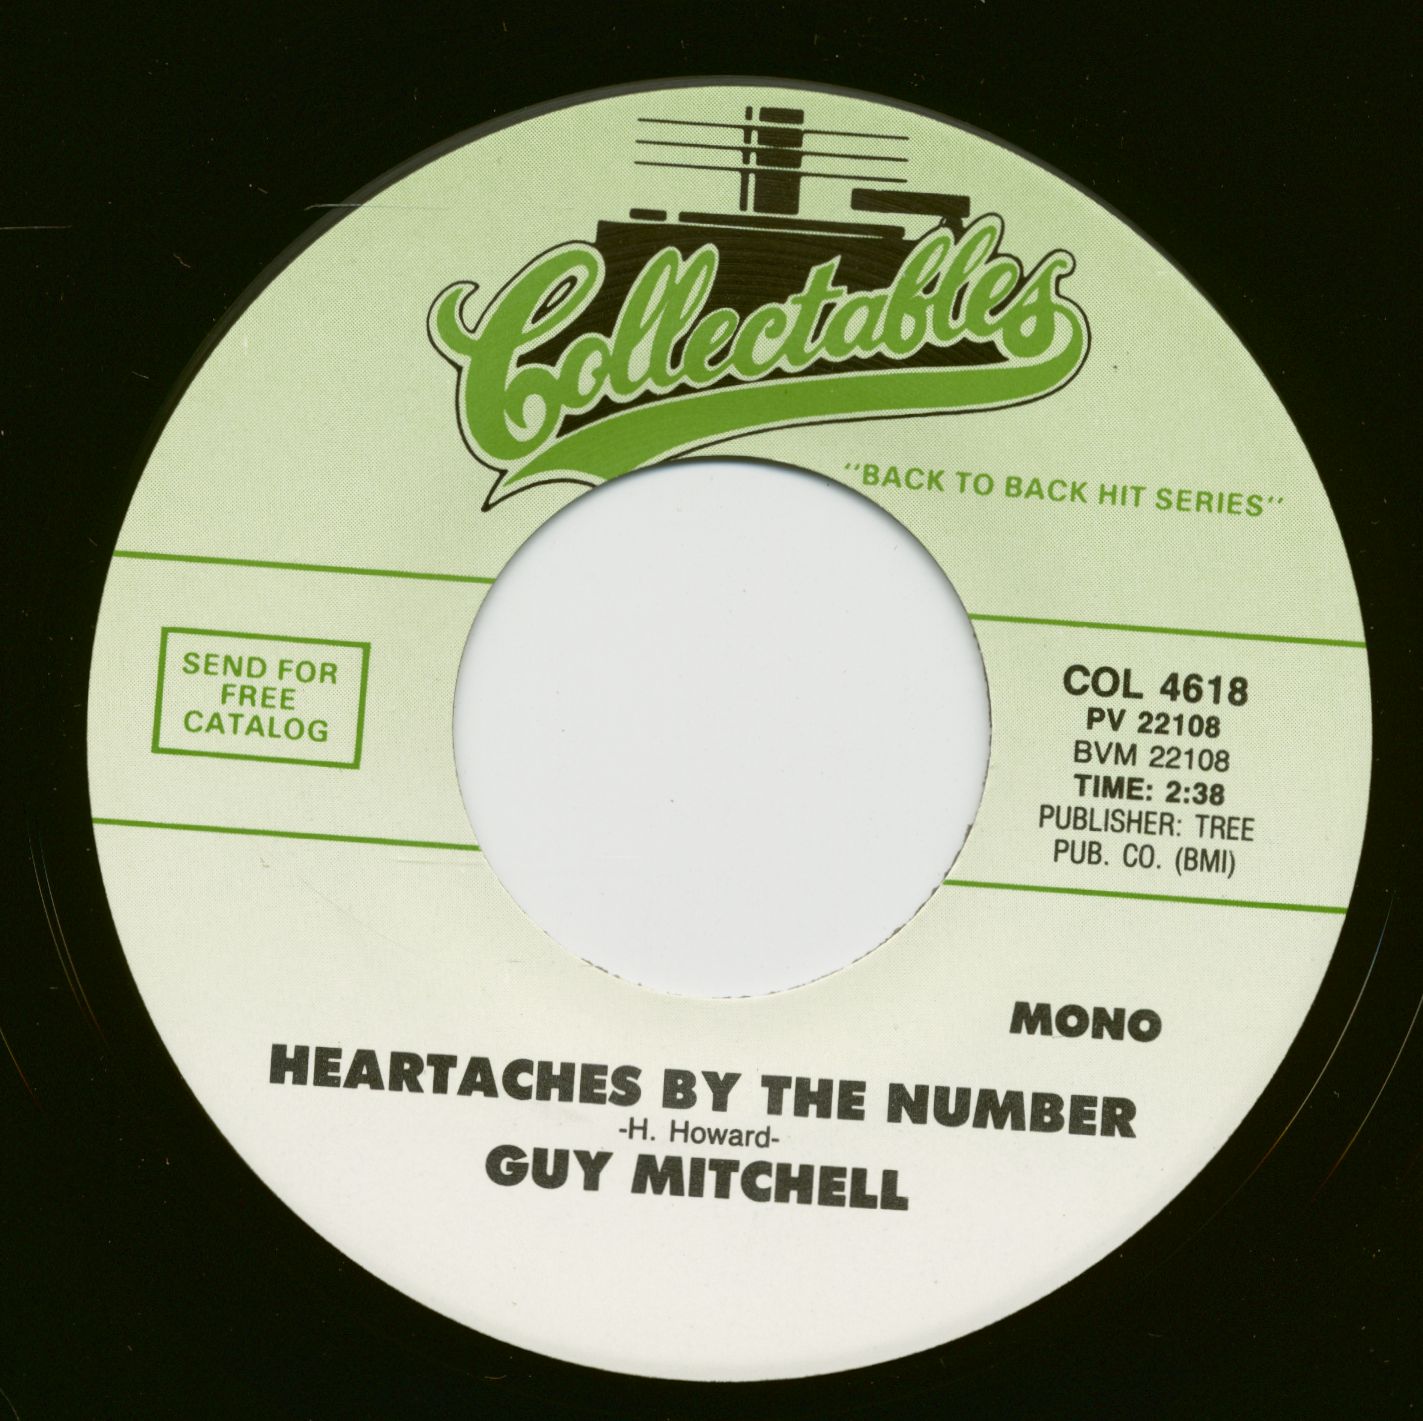 Collectables
"BACK TO BACK HIT SERIES"
SEND FOR
FREE
CATALOG
COL 4618
PV 22108
BVM 22108
TIME: 2:38
PUBLISHER: TREE
PUB. CO. (BMI)
MONO
HEARTACHES BY THE NUMBER
-H. Howard-
GUY MITCHELL